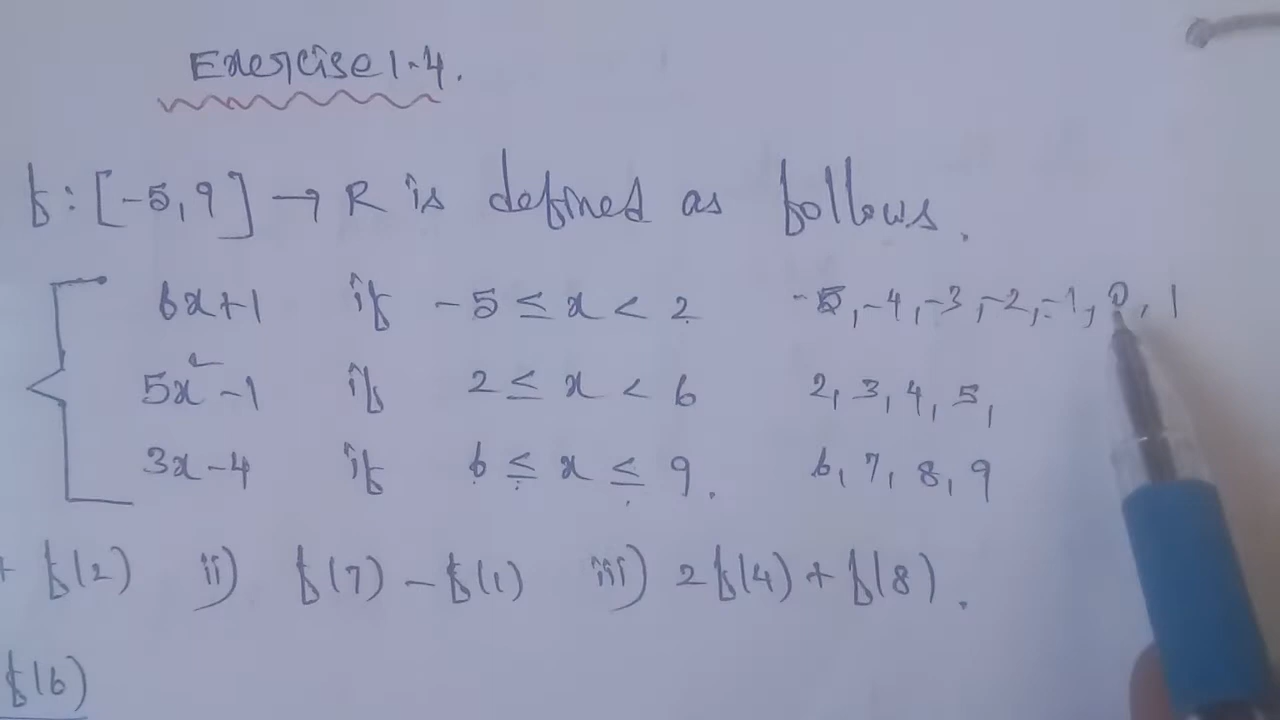 Exercise 1.4.
f: [-5, 9] → R is defined as follows.
6x+1 if -5 ≤ x < 2 -5, -4, -3, -2, -1, 0, 1
5x²-1 if 2 ≤ x < 6 2, 3, 4, 5,
3x-4 if 6 ≤ x ≤ 9. 6, 7, 8, 9
+ f(2) ii) f(7) - f(1) iii) 2f(4) + f(8).
f(6)